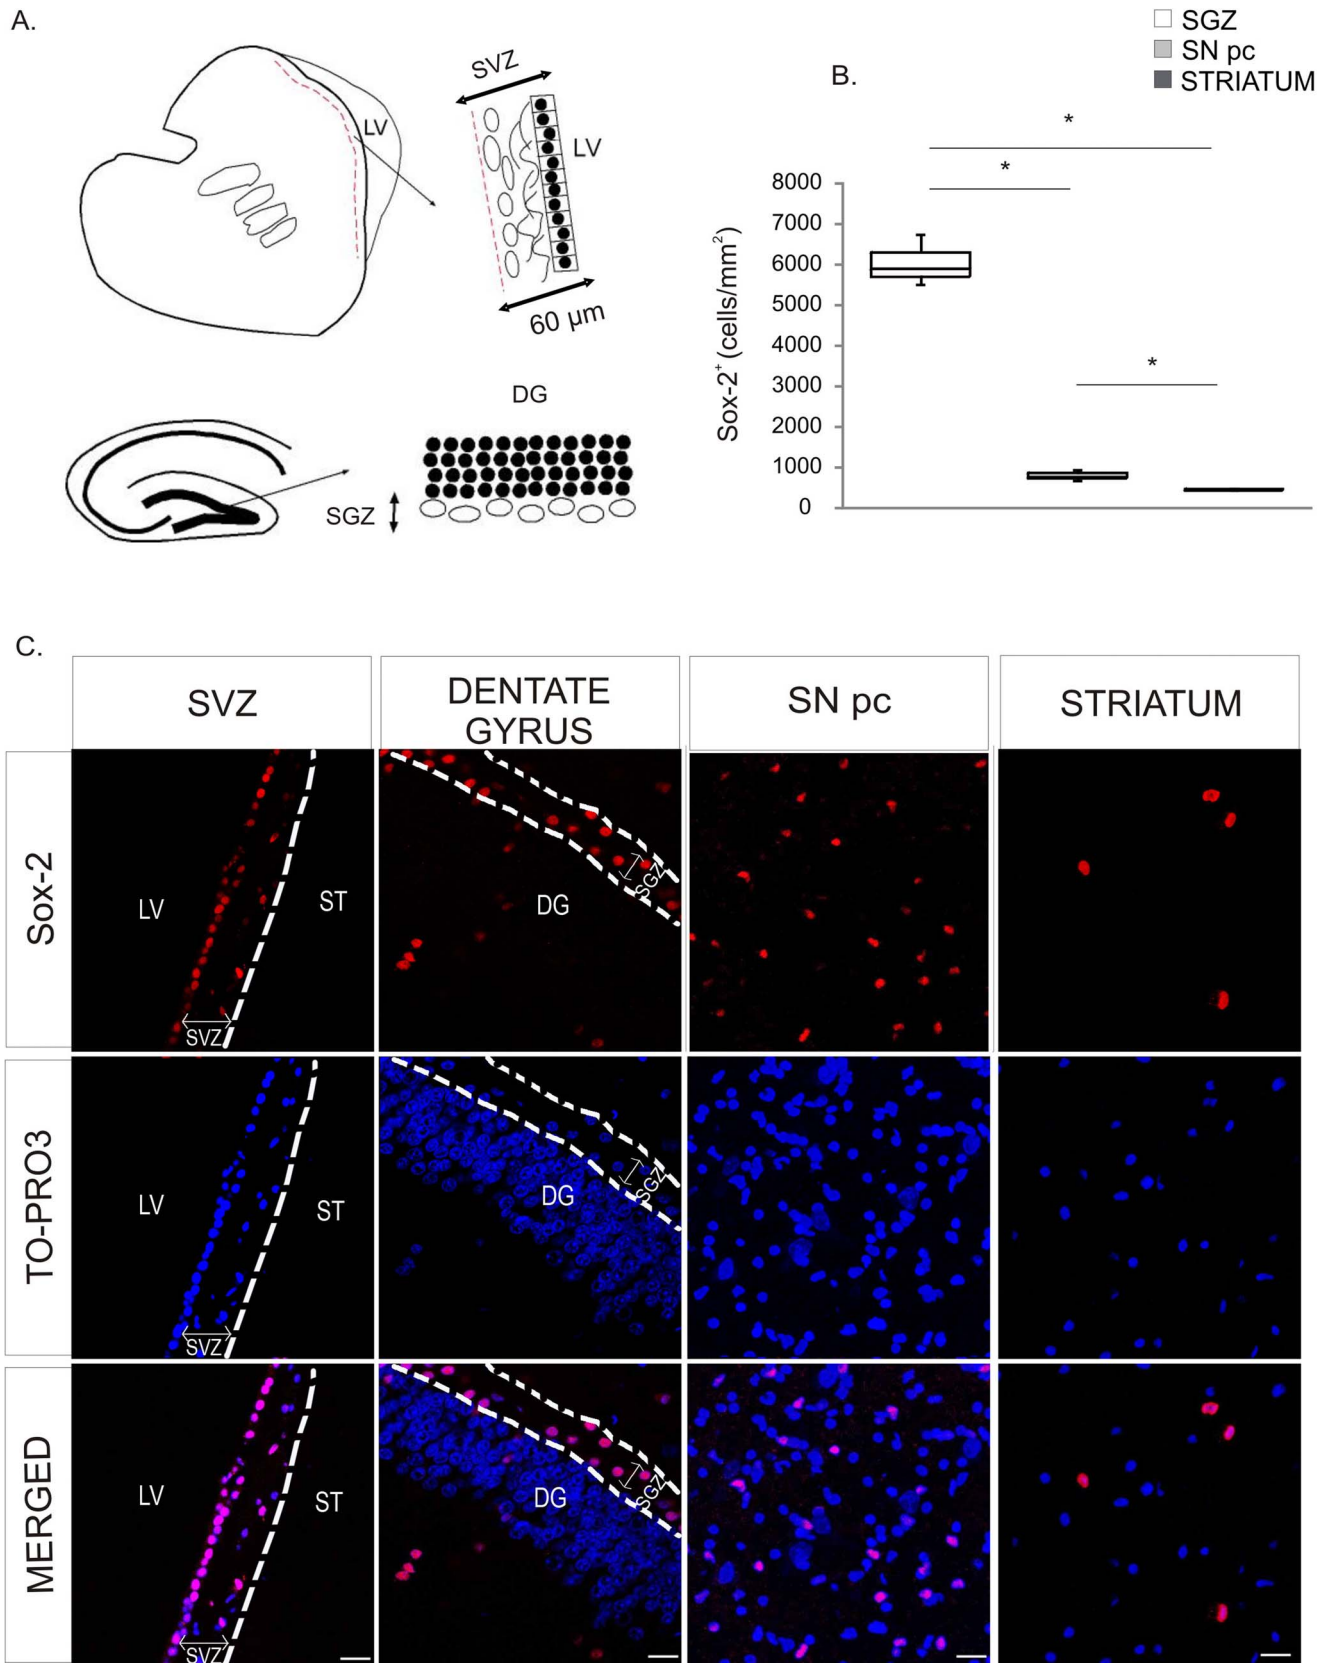 A.
SVZ
LV
LV
60 µm
DG
SGZ
B.
SGZ
SN pc
STRIATUM
*
*
*
Sox-2⁺ (cells/mm²)
8000
7000
6000
5000
4000
3000
2000
1000
0
C.
SVZ
DENTATE
GYRUS
SN pc
STRIATUM
Sox-2
LV
ST
SVZ
DG
SGZ
TO-PRO3
LV
ST
SVZ
DG
SGZ
MERGED
LV
ST
SVZ
DG
SGZ